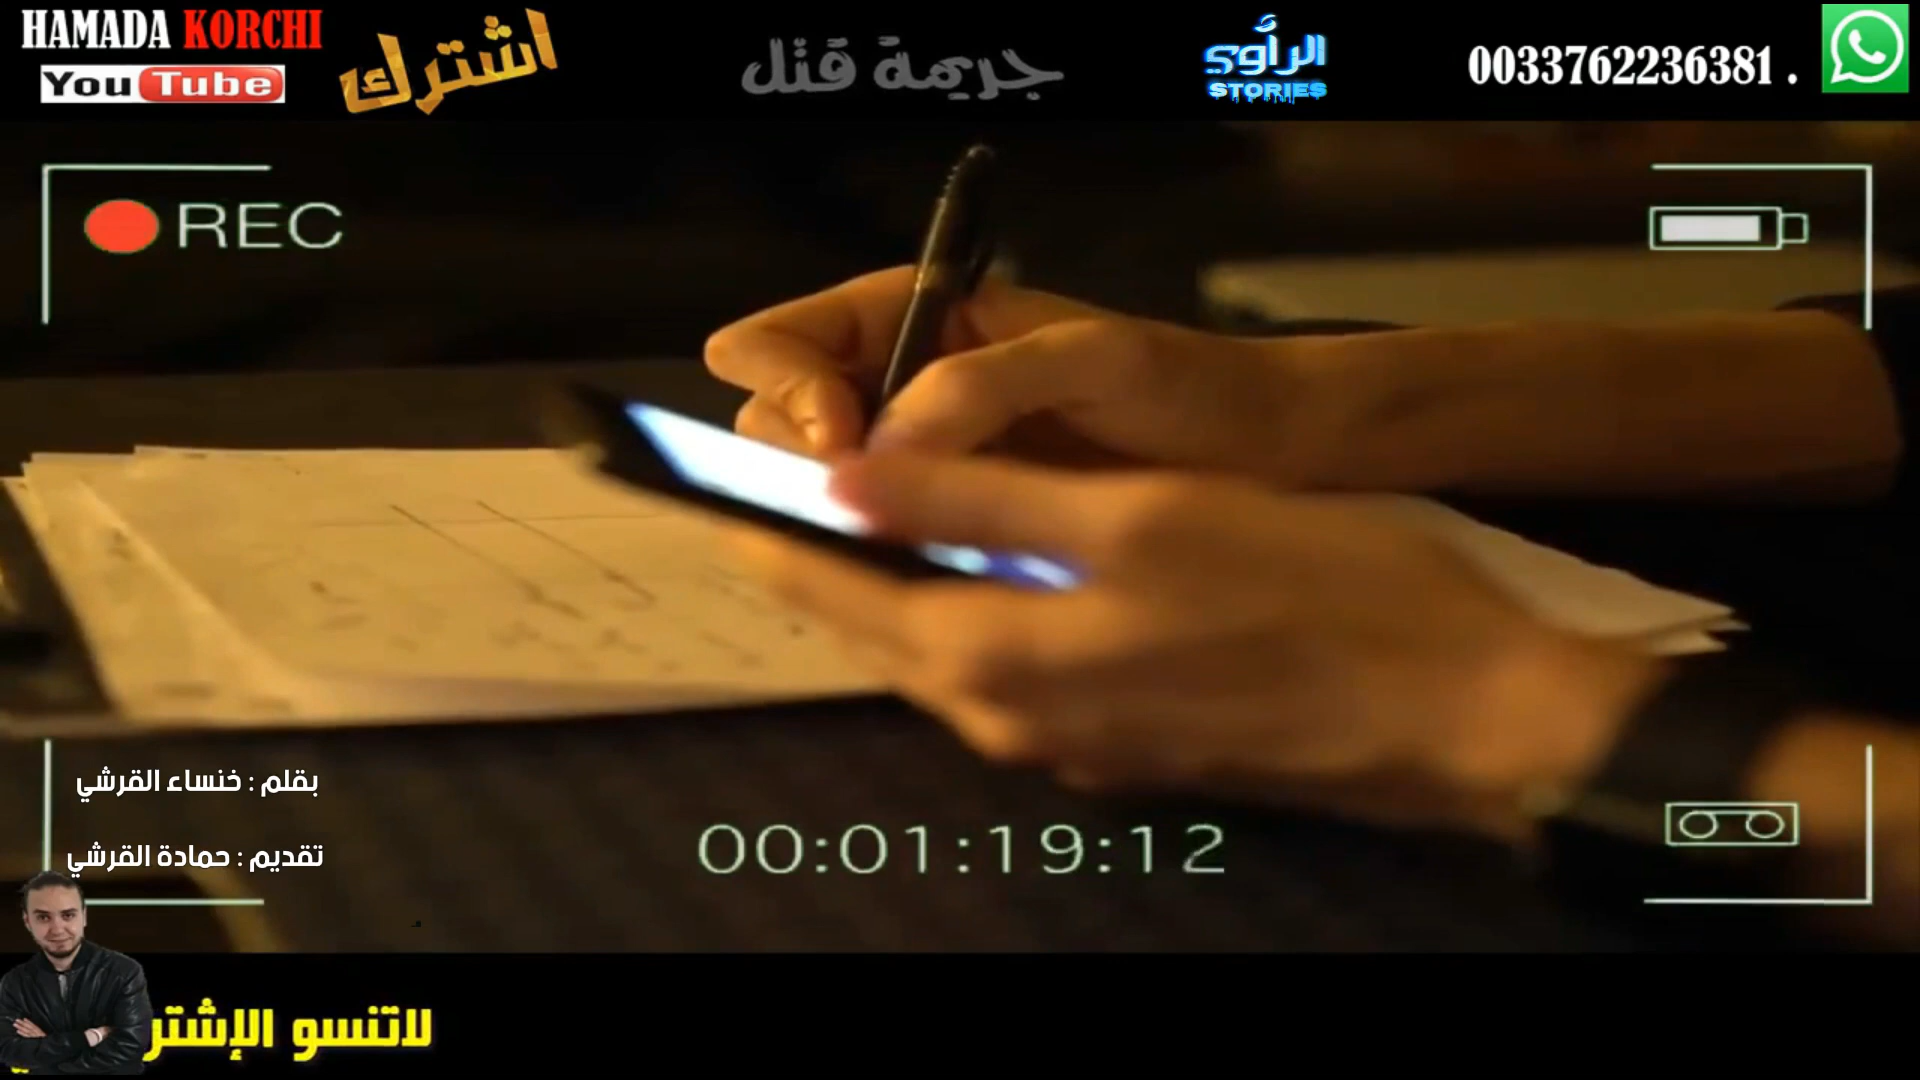 HAMADA KORCHI
YouTube
اشترك
جريمة قتل
الراوي
STORIES
0033762236381 .
REC
بقلم : خنساء القرشي
تقديم : حمادة القرشي
00:01:19:12
لاتنسو الإشتر